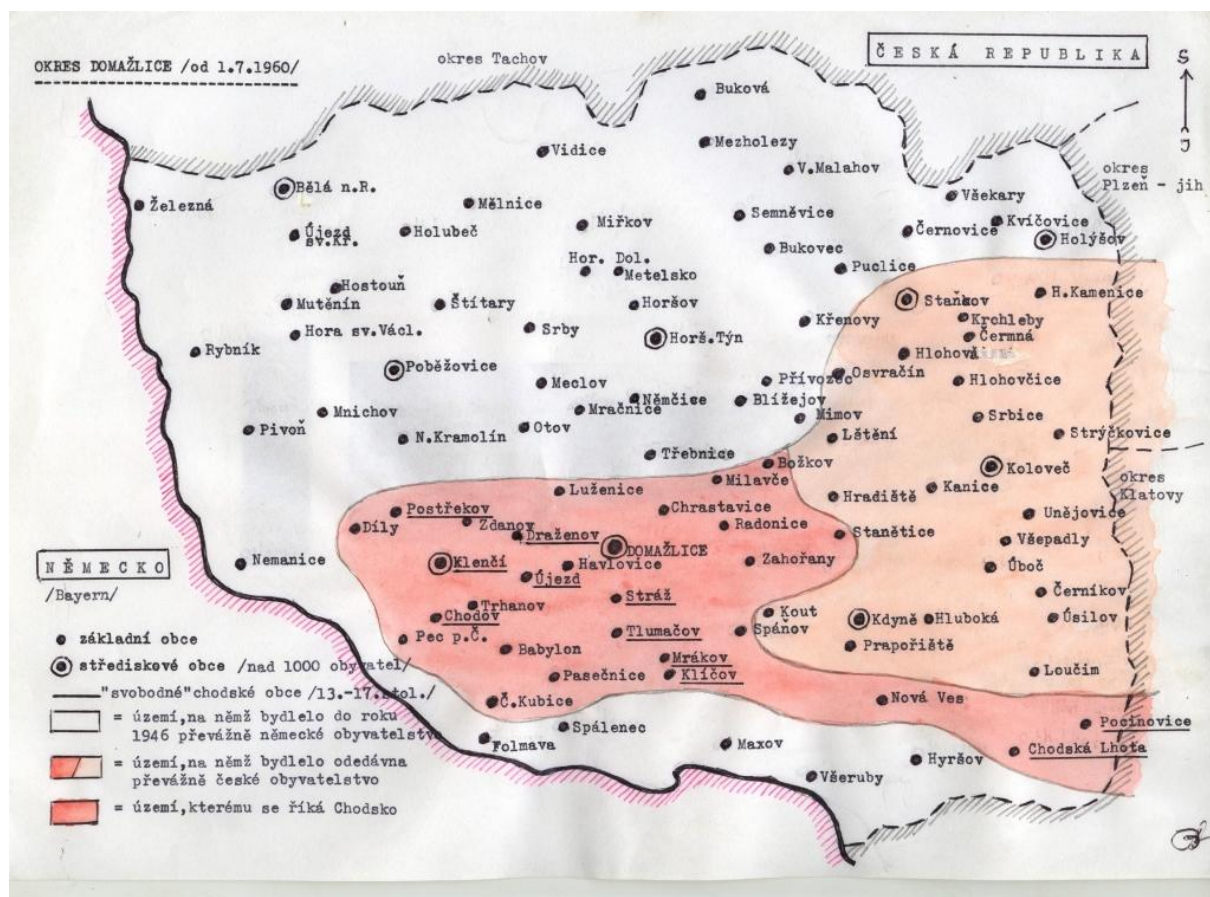 OKRES DOMAŽLICE /od 1.7.1960/
okres Tachov
ČESKÁ REPUBLIKA
S
J
Buková
Mezholezy
Vidice
V.Malahov
okres
Plzeň - jih
Bělá n.R.
Všekary
Železná
Mělnice
Semněvice
Kvíčovice
Miřkov
Újezd
sv.Kř.
Holubeč
Černovice
Holýšov
Bukovec
Hor. Dol.
Metelsko
Puclice
Hostouň
H.Kamenice
Mutěnín
Štítary
Horšov
Staňkov
Křenovy
Krchleby
Hora sv.Václ.
Srby
Horš.Týn
Čermná
Rybník
Hlohová
Poběžovice
Osvračín
Meclov
Přívozec
Hlohovčice
Němčice
Blížejov
Mnichov
Mračnice
Mimov
Srbice
Pivoň
N.Kramolín
Otov
Lštění
Strýčkovice
Třebnice
Božkov
Koloveč
okres
Klatovy
Milavče
Luženice
Kanice
Hradiště
Postřekov
Chrastavice
Unějovice
Díly
Zdanov
Radonice
Draženov
Stanětice
Všepadly
DOMAŽLICE
NĚMECKO
Nemanice
Klenčí
Havlovice
Zahořany
Úboč
Újezd
/Bayern/
Stráž
Černíkov
Trhanov
Chodov
Kout
Kdyně
Hluboká
Úsilov
základní obce
Pec p.Č.
Tlumačov
Spáňov
Prapořiště
Babylon
Mrákov
střediskové obce /nad 1000 obyvatel/
Pasečnice
Klíčov
Loučim
"svobodné"chodské obce /13.-17.stol./
Č.Kubice
Nová Ves
= území,na němž bydlelo do roku
1946 převážně německé obyvatelstvo
Spálenec
Pocinovice
Folmava
Maxov
Chodská Lhota
= území,na němž bydlelo odedávna
převážně české obyvatelstvo
Hyršov
Všeruby
= území,kterému se říká Chodsko